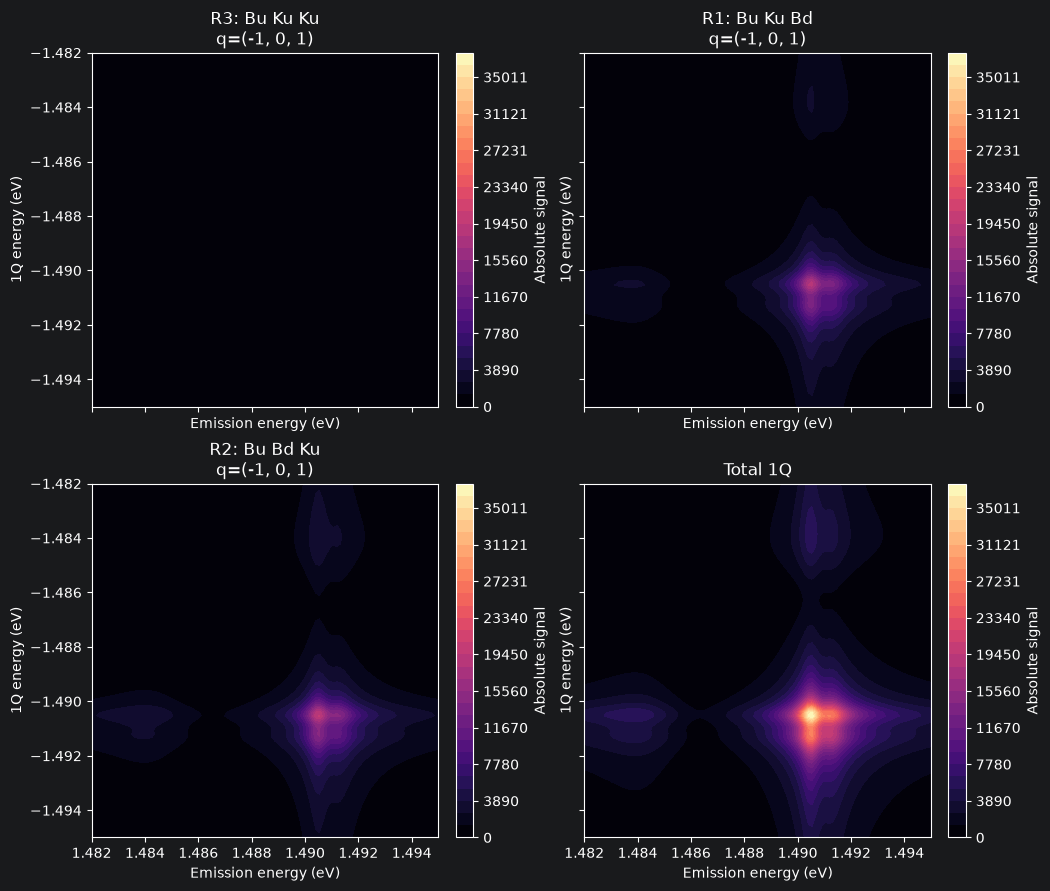 R3: Bu Ku Ku
q=(-1, 0, 1)
−1.482
−1.484
−1.486
−1.488
−1.490
−1.492
−1.494
1Q energy (eV)
Emission energy (eV)
35011
31121
27231
23340
19450
15560
11670
7780
3890
0
Absolute signal
R1: Bu Ku Bd
q=(-1, 0, 1)
1Q energy (eV)
Emission energy (eV)
35011
31121
27231
23340
19450
15560
11670
7780
3890
0
Absolute signal
R2: Bu Bd Ku
q=(-1, 0, 1)
−1.482
−1.484
−1.486
−1.488
−1.490
−1.492
−1.494
1Q energy (eV)
1.482 1.484 1.486 1.488 1.490 1.492 1.494
Emission energy (eV)
35011
31121
27231
23340
19450
15560
11670
7780
3890
0
Absolute signal
Total 1Q
1Q energy (eV)
1.482 1.484 1.486 1.488 1.490 1.492 1.494
Emission energy (eV)
35011
31121
27231
23340
19450
15560
11670
7780
3890
0
Absolute signal